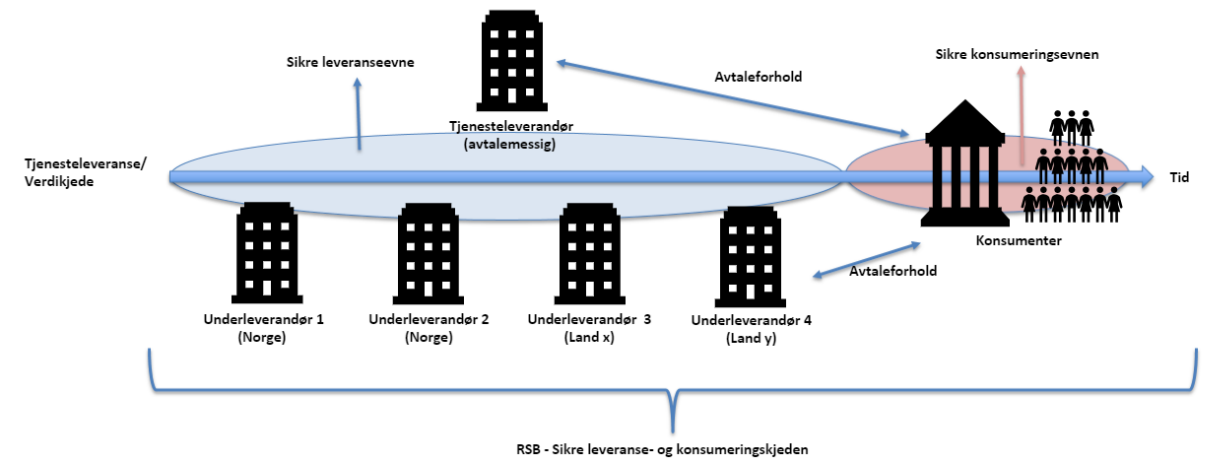 Sikre leveranseevne
Sikre konsumeringsevnen
Avtaleforhold
Tjenesteleverandør
(avtalemessig)
Tjenesteleveranse/
Verdikjede
Tid
Konsumenter
Avtaleforhold
Underleverandør 1
(Norge)
Underleverandør 2
(Norge)
Underleverandør 3
(Land x)
Underleverandør 4
(Land y)
RSB - Sikre leveranse- og konsumeringskjeden